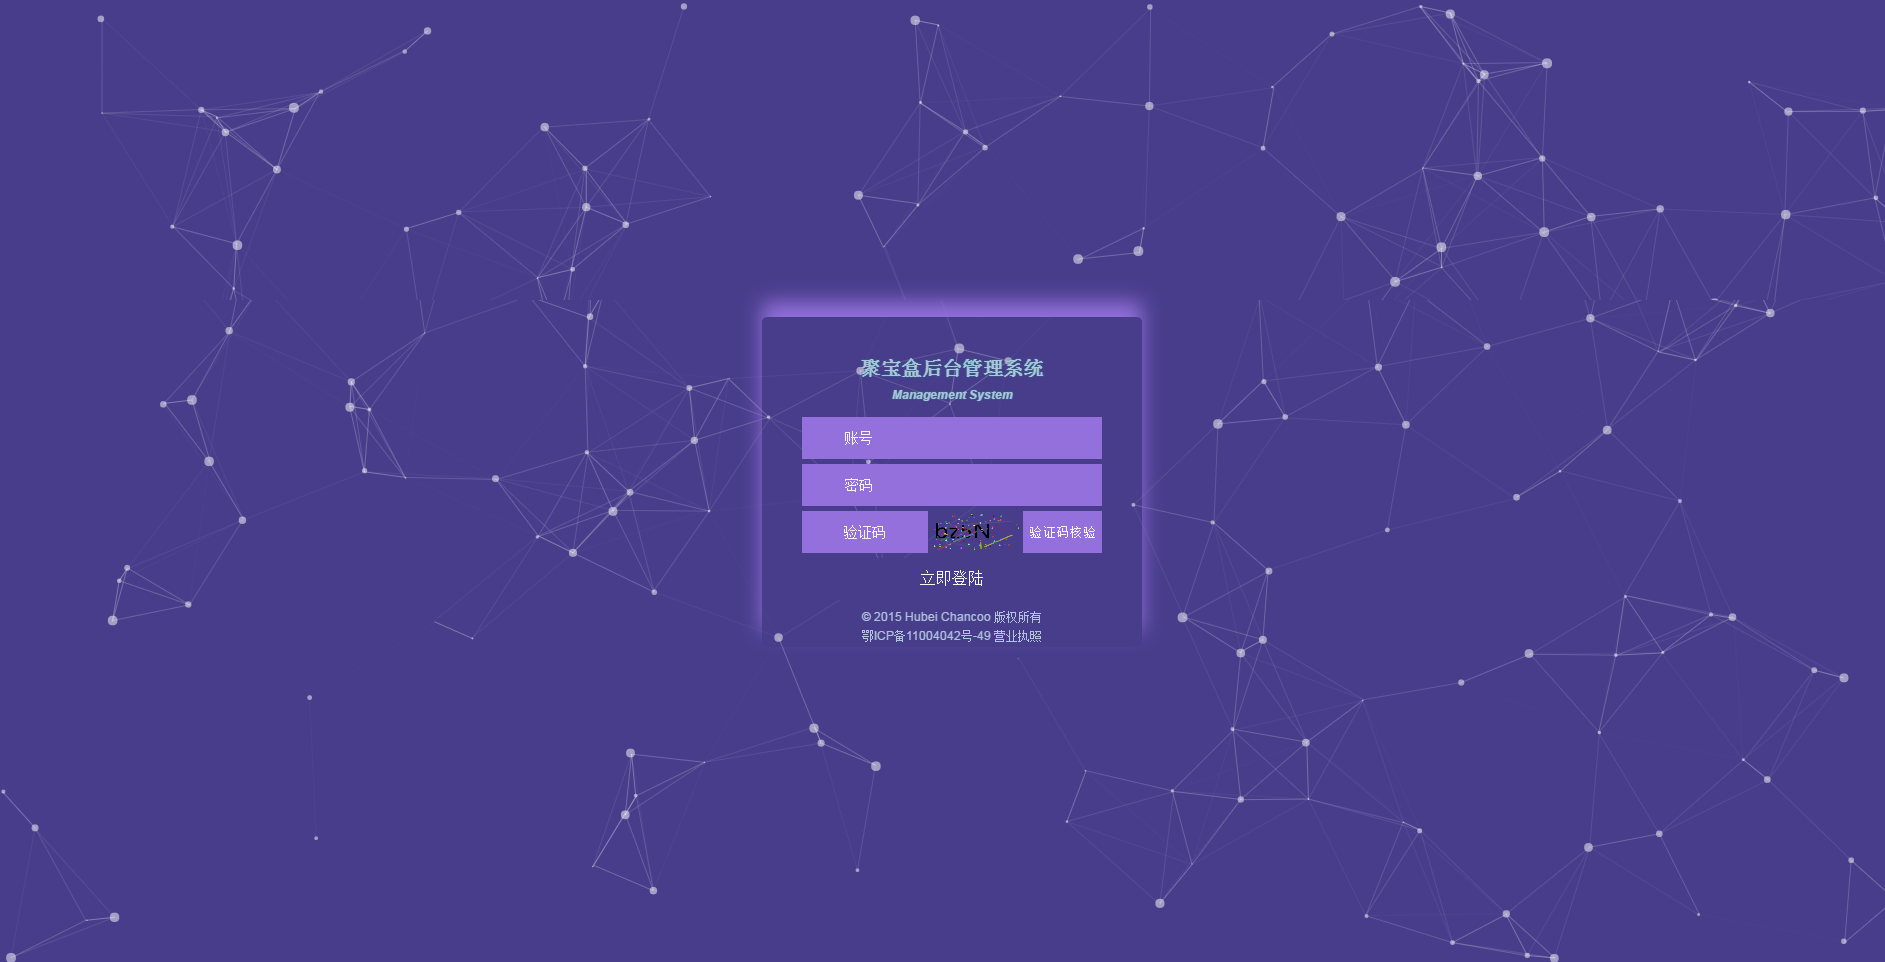 聚宝盒后台管理系统
Management System
账号
密码
验证码
验证码核验
立即登陆
© 2015 Hubei Chancoo 版权所有
鄂ICP备11004042号-49 营业执照